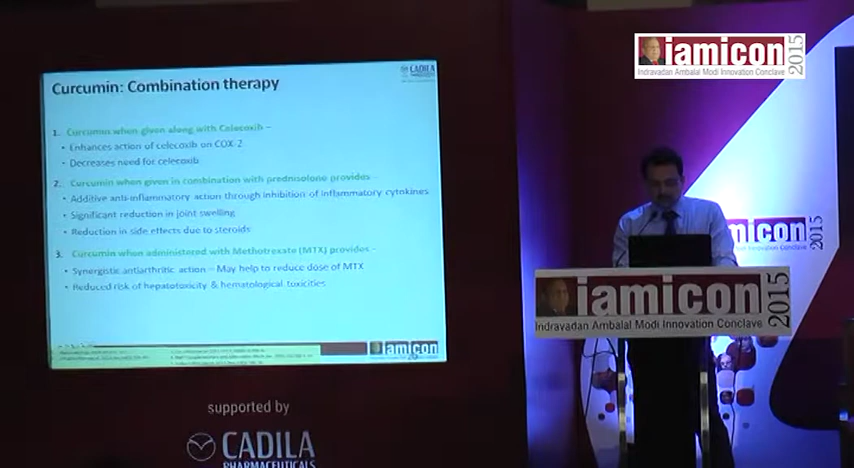 iamicon 2015
Indravadan Ambalal Modi Innovation Conclave
CADILA
Curcumin: Combination therapy
1. Curcumin when given along with Celecoxib –
• Enhances action of celecoxib on COX-2
• Decreases need for celecoxib
2. Curcumin when given in combination with prednisolone provides –
• Additive anti-inflammatory action through inhibition of inflammatory cytokines
• Significant reduction in joint swelling
• Reduction in side effects due to steroids
3. Curcumin when administered with Methotrexate (MTX) provides –
• Synergistic antiarthritic action – May help to reduce dose of MTX
• Reduced risk of hepatotoxicity & hematological toxicities
iamicon
supported by
CADILA
PHARMACEUTICALS
iamicon 2015
Innovation Conclave
iamicon 2015
Indravadan Ambalal Modi Innovation Conclave